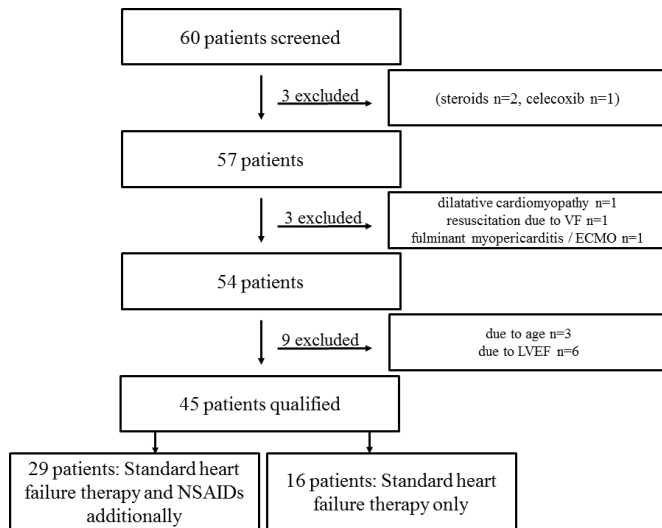 60 patients screened
3 excluded
(steroids n=2, celecoxib n=1)
57 patients
3 excluded
dilatative cardiomyopathy n=1
resuscitation due to VF n=1
fulminant myopericarditis / ECMO n=1
54 patients
9 excluded
due to age n=3
due to LVEF n=6
45 patients qualified
29 patients: Standard heart
failure therapy and NSAIDs
additionally
16 patients: Standard heart
failure therapy only